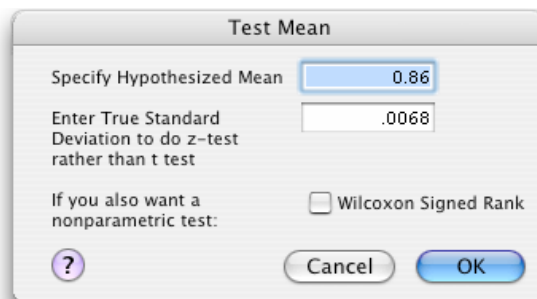 Test Mean
Specify Hypothesized Mean 0.86
Enter True Standard .0068
Deviation to do z-test
rather than t test
If you also want a Wilcoxon Signed Rank
nonparametric test:
? Cancel OK